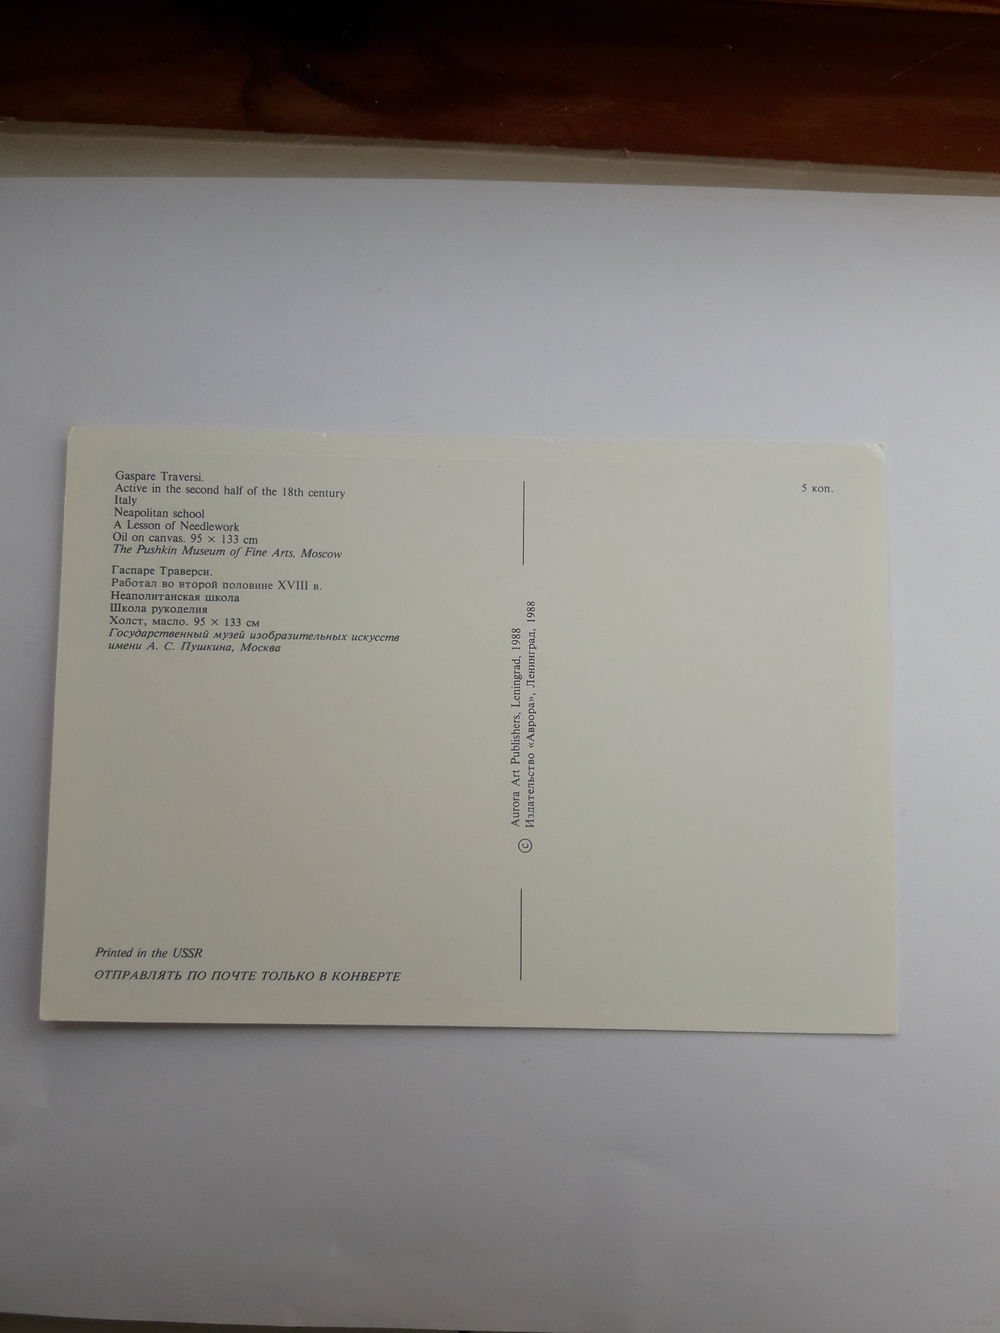 Gaspare Traversi.
Active in the second half of the 18th century
Italy
Neapolitan school
A Lesson of Needlework
Oil on canvas. 95 × 133 cm
The Pushkin Museum of Fine Arts, Moscow
Гаспаре Траверси.
Работал во второй половине XVIII в.
Неаполитанская школа
Школа рукоделия
Холст, масло. 95 × 133 см
Государственный музей изобразительных искусств
имени А. С. Пушкина, Москва
Printed in the USSR
ОТПРАВЛЯТЬ ПО ПОЧТЕ ТОЛЬКО В КОНВЕРТЕ
© Aurora Art Publishers, Leningrad, 1988
Издательство «Аврора», Ленинград, 1988
5 коп.